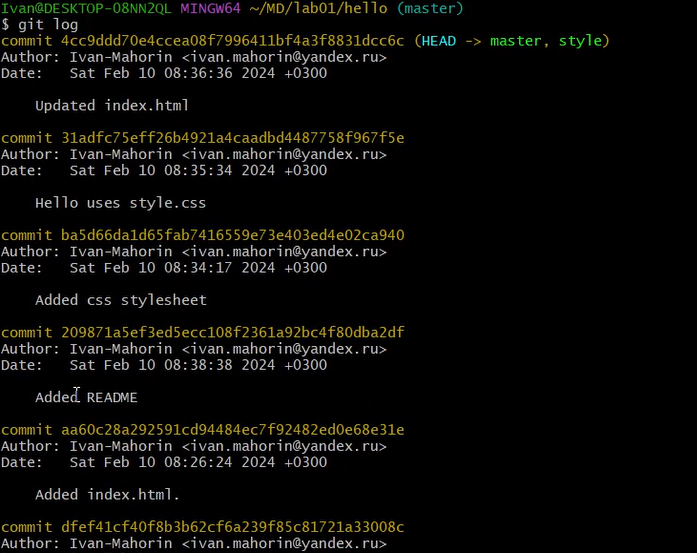 Ivan@DESKTOP-08NN2QL MINGW64 ~/MD/lab01/hello (master)
$ git log
commit 4cc9ddd70e4ccea08f7996411bf4a3f8831dcc6c (HEAD -> master, style)
Author: Ivan-Mahorin <ivan.mahorin@yandex.ru>
Date:   Sat Feb 10 08:36:36 2024 +0300
Updated index.html
commit 31adfc75eff26b4921a4caadbd4487758f967f5e
Author: Ivan-Mahorin <ivan.mahorin@yandex.ru>
Date:   Sat Feb 10 08:35:34 2024 +0300
Hello uses style.css
commit ba5d66da1d65fab7416559e73e403ed4e02ca940
Author: Ivan-Mahorin <ivan.mahorin@yandex.ru>
Date:   Sat Feb 10 08:34:17 2024 +0300
Added css stylesheet
commit 209871a5ef3ed5ecc108f2361a92bc4f80dba2df
Author: Ivan-Mahorin <ivan.mahorin@yandex.ru>
Date:   Sat Feb 10 08:38:38 2024 +0300
Added README
commit aa60c28a292591cd94484ec7f92482ed0e68e31e
Author: Ivan-Mahorin <ivan.mahorin@yandex.ru>
Date:   Sat Feb 10 08:26:24 2024 +0300
Added index.html.
commit dfef41cf40f8b3b62cf6a239f85c81721a33008c
Author: Ivan-Mahorin <ivan.mahorin@yandex.ru>